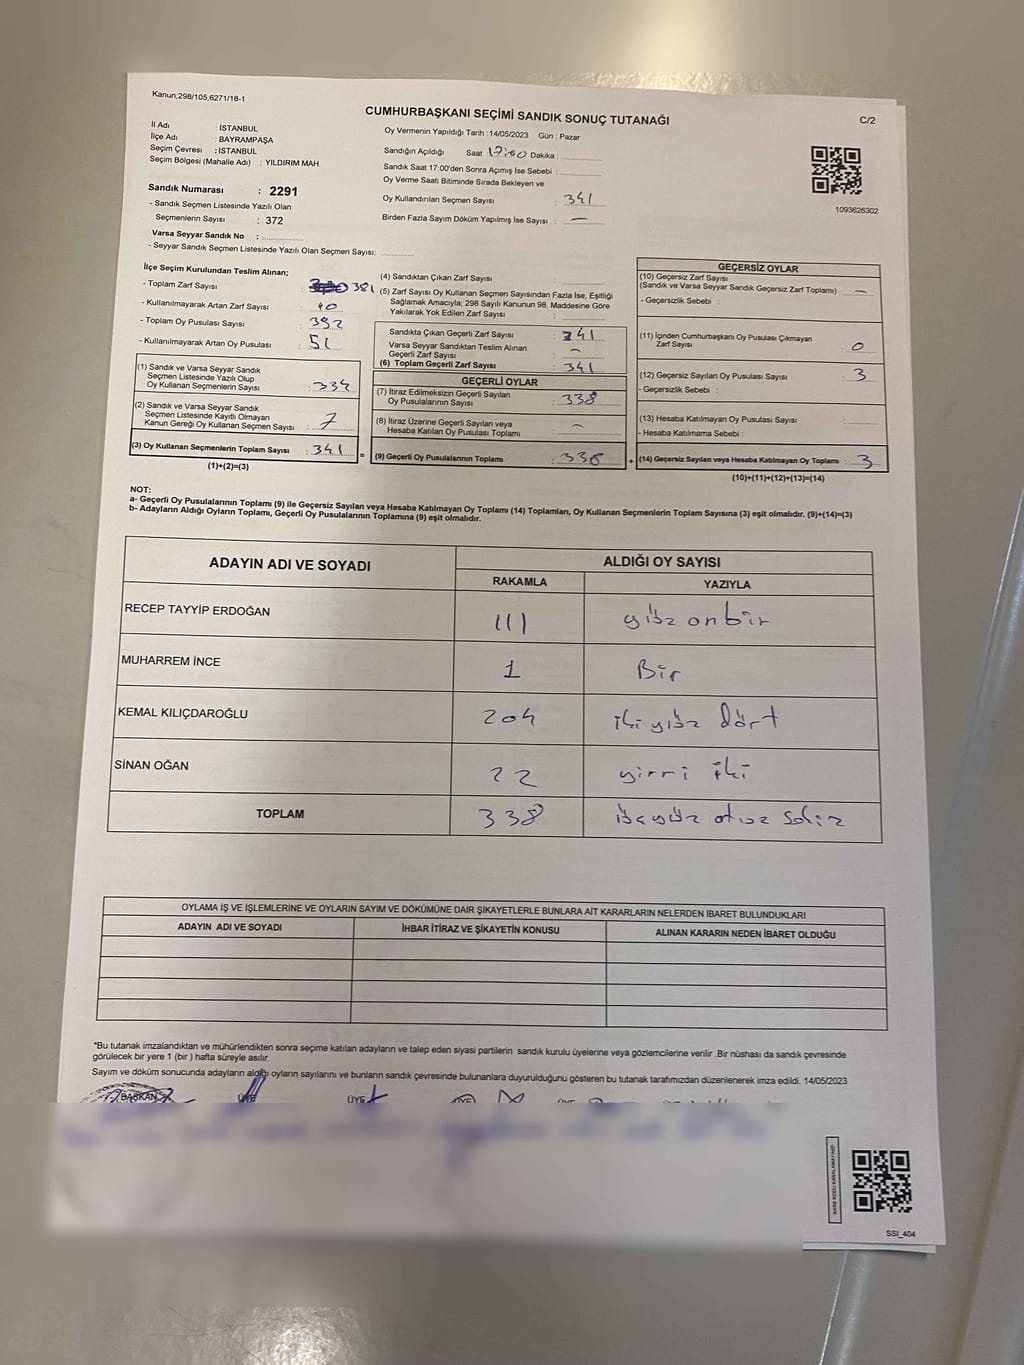 Kanun;298/105,6271/18-1
CUMHURBAŞKANI SEÇİMİ SANDIK SONUÇ TUTANAĞI
C/2
İl Adı : İSTANBUL
İlçe Adı : BAYRAMPAŞA
Seçim Çevresi : İSTANBUL
Seçim Bölgesi (Mahalle Adı) : YILDIRIM MAH.
Sandık Numarası : 2291
- Sandık Seçmen Listesinde Yazılı Olan
Seçmenlerin Sayısı : 372
Varsa Seyyar Sandık No :
- Seyyar Sandık Seçmen Listesinde Yazılı Olan Seçmen Sayısı:
Oy Vermenin Yapıldığı Tarih :14/05/2023 Gün : Pazar
Sandığın Açıldığı Saat 17:00 Dakika :
Sandık Saat 17:00'den Sonra Açımış İse Sebebi :
Oy Verme Saati Bitiminde Sırada Bekleyen ve
Oy Kullandırılan Seçmen Sayısı : 341
Birden Fazla Sayım Döküm Yapılmış İse Sayısı : —
1093626302
İlçe Seçim Kurulundan Teslim Alınan;
- Toplam Zarf Sayısı : 381
- Kullanılmayarak Artan Zarf Sayısı : 40
- Toplam Oy Pusulası Sayısı : 392
- Kullanılmayarak Artan Oy Pusulası : 51
(1) Sandık ve Varsa Seyyar Sandık
Seçmen Listesinde Yazılı Olup
Oy Kullanan Seçmenlerin Sayısı : 334
(2) Sandık ve Varsa Seyyar Sandık
Seçmen Listesinde Kayıtlı Olmayan
Kanun Gereği Oy Kullanan Seçmen Sayısı : 7
(3) Oy Kullanan Seçmenlerin Toplam Sayısı : 341
(1)+(2)=(3)
(4) Sandıktan Çıkan Zarf Sayısı :
(5) Zarf Sayısı Oy Kullanan Seçmen Sayısından Fazla İse, Eşitliği
Sağlamak Amacıyla; 298 Sayılı Kanunun 98. Maddesine Göre
Yakılarak Yok Edilen Zarf Sayısı :
Sandıkta Çıkan Geçerli Zarf Sayısı : 341
Varsa Seyyar Sandıktan Teslim Alınan
Geçerli Zarf Sayısı : —
(6) Toplam Geçerli Zarf Sayısı : 341
GEÇERLİ OYLAR
(7) İtiraz Edilmeksizin Geçerli Sayılan
Oy Pusulalarının Sayısı : 338
(8) İtiraz Üzerine Geçerli Sayılan veya
Hesaba Katılan Oy Pusulası Toplamı : —
= (9) Geçerli Oy Pusulalarının Toplamı : 338
GEÇERSİZ OYLAR
(10) Geçersiz Zarf Sayısı
(Sandık ve Varsa Seyyar Sandık Geçersiz Zarf Toplamı) : —
- Geçersizlik Sebebi :
(11) İçinden Cumhurbaşkanı Oy Pusulası Çıkmayan
Zarf Sayısı : 0
(12) Geçersiz Sayılan Oy Pusulası Sayısı : 3
- Geçersizlik Sebebi :
(13) Hesaba Katılmayan Oy Pusulası Sayısı :
- Hesaba Katılmama Sebebi :
+ (14) Geçersiz Sayılan veya Hesaba Katılmayan Oy Toplamı : 3
(10)+(11)+(12)+(13)=(14)
NOT:
a- Geçerli Oy Pusulalarının Toplamı (9) ile Geçersiz Sayılan veya Hesaba Katılmayan Oy Toplamı (14) Toplamları, Oy Kullanan Seçmenlerin Toplam Sayısına (3) eşit olmalıdır. (9)+(14)=(3)
b- Adayların Aldığı Oyların Toplamı, Geçerli Oy Pusulalarının Toplamına (9) eşit olmalıdır.
ADAYIN ADI VE SOYADI
ALDIĞI OY SAYISI
RAKAMLA YAZIYLA
RECEP TAYYİP ERDOĞAN 111 yüz onbir
MUHARREM İNCE 1 Bir
KEMAL KILIÇDAROĞLU 204 iki yüz dört
SİNAN OĞAN 22 yirmi iki
TOPLAM 338 üçyüz otuz sekiz
OYLAMA İŞ VE İŞLEMLERİNE VE OYLARIN SAYIM VE DÖKÜMÜNE DAİR ŞİKAYETLERLE BUNLARA AİT KARARLARIN NELERDEN İBARET BULUNDUKLARI
ADAYIN ADI VE SOYADI İHBAR İTİRAZ VE ŞİKAYETİN KONUSU ALINAN KARARIN NEDEN İBARET OLDUĞU
*Bu tutanak imzalandıktan ve mühürlendikten sonra seçime katılan adayların ve talep eden siyasi partilerin sandık kurulu üyelerine veya gözlemcilerine verilir .Bir nüshası da sandık çevresinde
görülecek bir yere 1 (bir ) hafta süreyle asılır.
Sayım ve döküm sonucunda adayların aldığı oyların sayılarını ve bunların sandık çevresinde bulunanlara duyurulduğunu gösteren bu tutanak tarafımızdan düzenlenerek imza edildi. 14/05/2023
BAŞKAN ÜYE ÜYE ÜYE
SSI_404